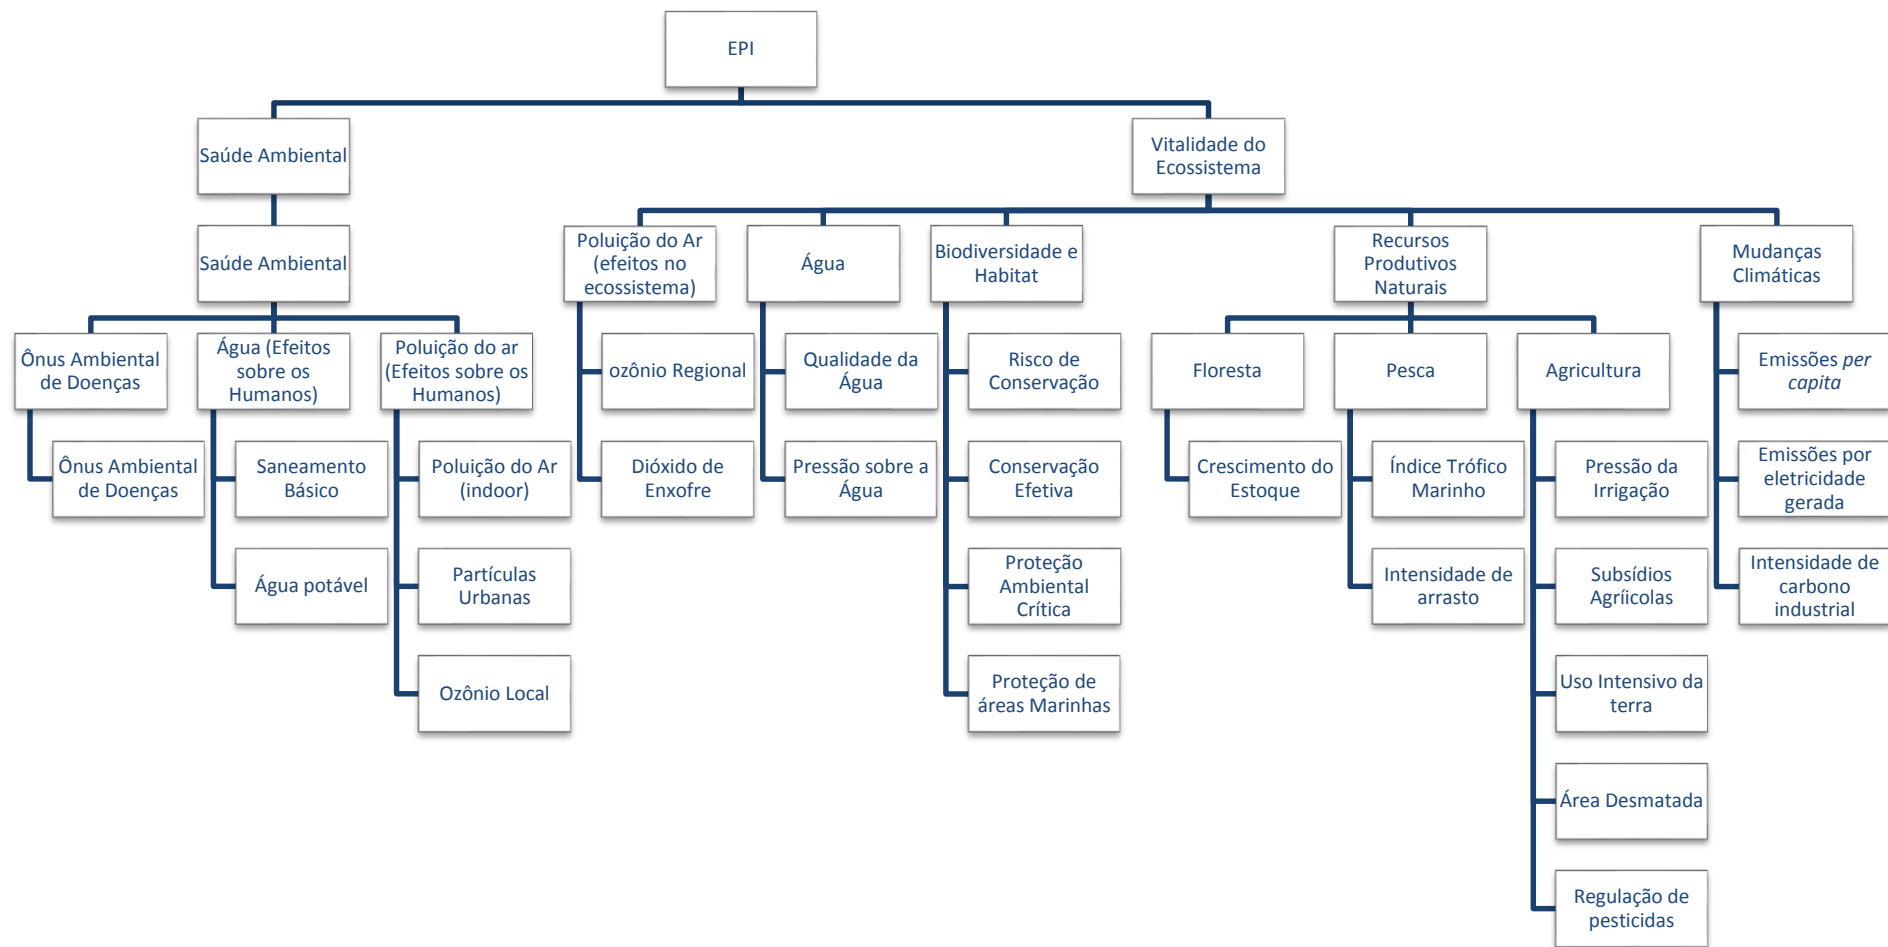 EPI
Saúde Ambiental
Vitalidade do
Ecossistema
Saúde Ambiental
Poluição do Ar
(efeitos no
ecossistema)
Água
Biodiversidade e
Habitat
Recursos
Produtivos
Naturais
Mudanças
Climáticas
Ônus Ambiental
de Doenças
Água (Efeitos
sobre os
Humanos)
Poluição do ar
(Efeitos sobre os
Humanos)
ozônio Regional
Qualidade da
Água
Risco de
Conservação
Floresta
Pesca
Agricultura
Emissões per
capita
Ônus Ambiental
de Doenças
Saneamento
Básico
Poluição do Ar
(indoor)
Dióxido de
Enxofre
Pressão sobre a
Água
Conservação
Efetiva
Crescimento do
Estoque
Índice Trófico
Marinho
Pressão da
Irrigação
Emissões por
eletricidade
gerada
Água potável
Partículas
Urbanas
Proteção
Ambiental
Crítica
Intensidade de
arrasto
Subsídios
Agríicolas
Intensidade de
carbono
industrial
Ozônio Local
Proteção de
áreas Marinhas
Uso Intensivo da
terra
Área Desmatada
Regulação de
pesticidas